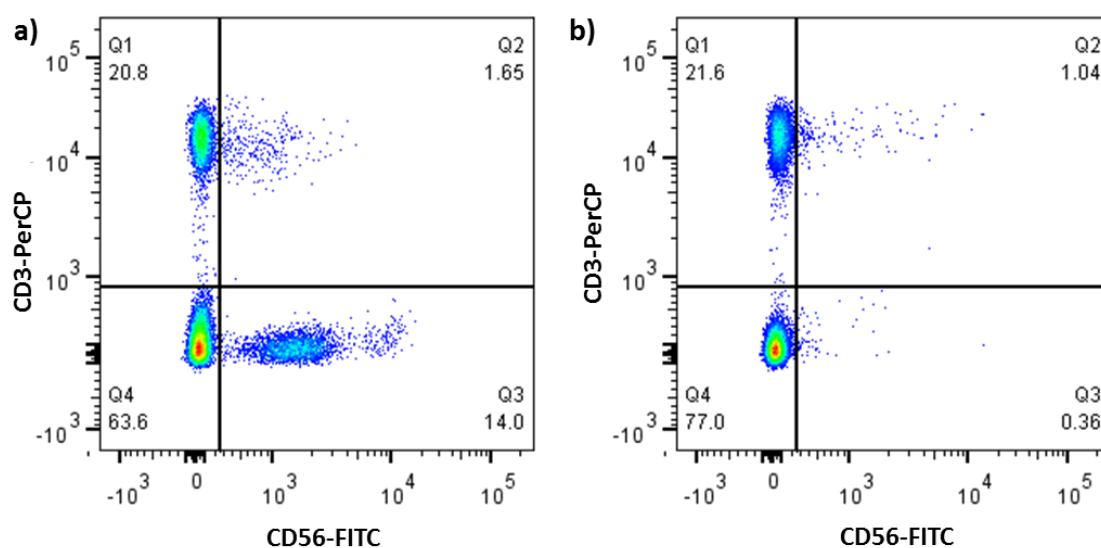 a)
Q1
20.8
Q2
1.65
10^5
10^4
10^3
-10^3
CD3-PerCP
Q4
63.6
Q3
14.0
-10^3 0 10^3 10^4 10^5
CD56-FITC
b)
Q1
21.6
Q2
1.04
10^5
10^4
10^3
-10^3
CD3-PerCP
Q4
77.0
Q3
0.36
-10^3 0 10^3 10^4 10^5
CD56-FITC